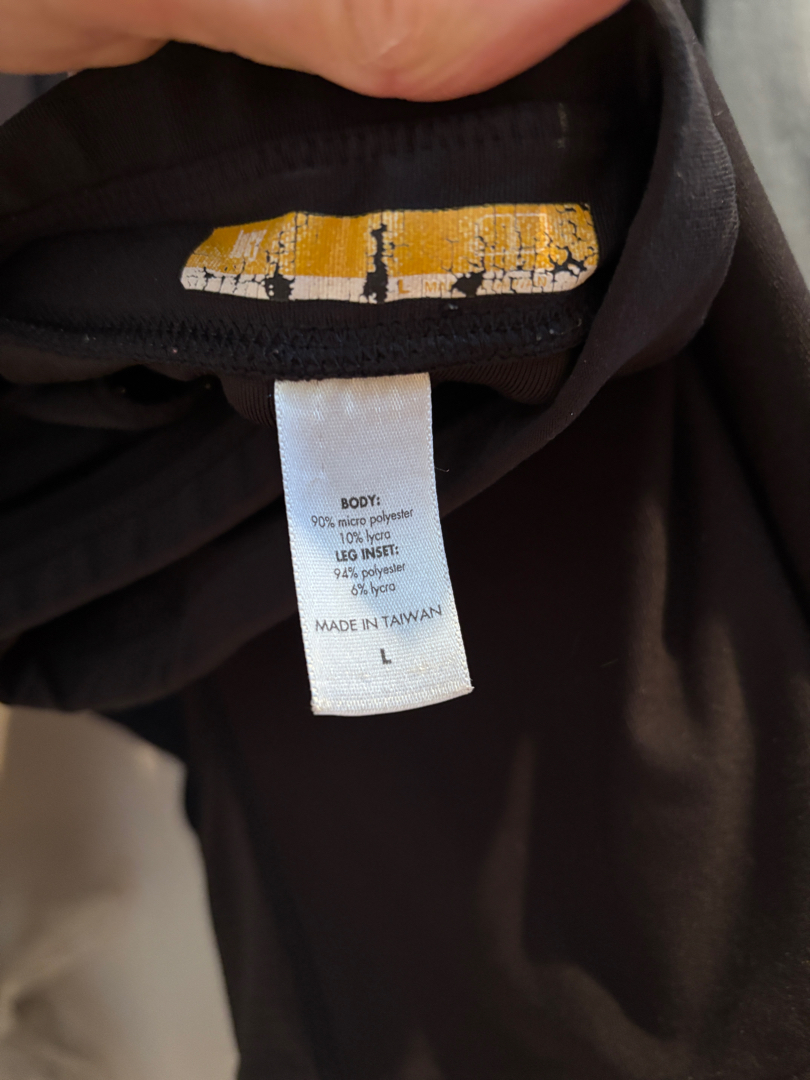 L
BODY:
90% micro polyester
10% lycra
LEG INSET:
94% polyester
6% lycra
MADE IN TAIWAN
L